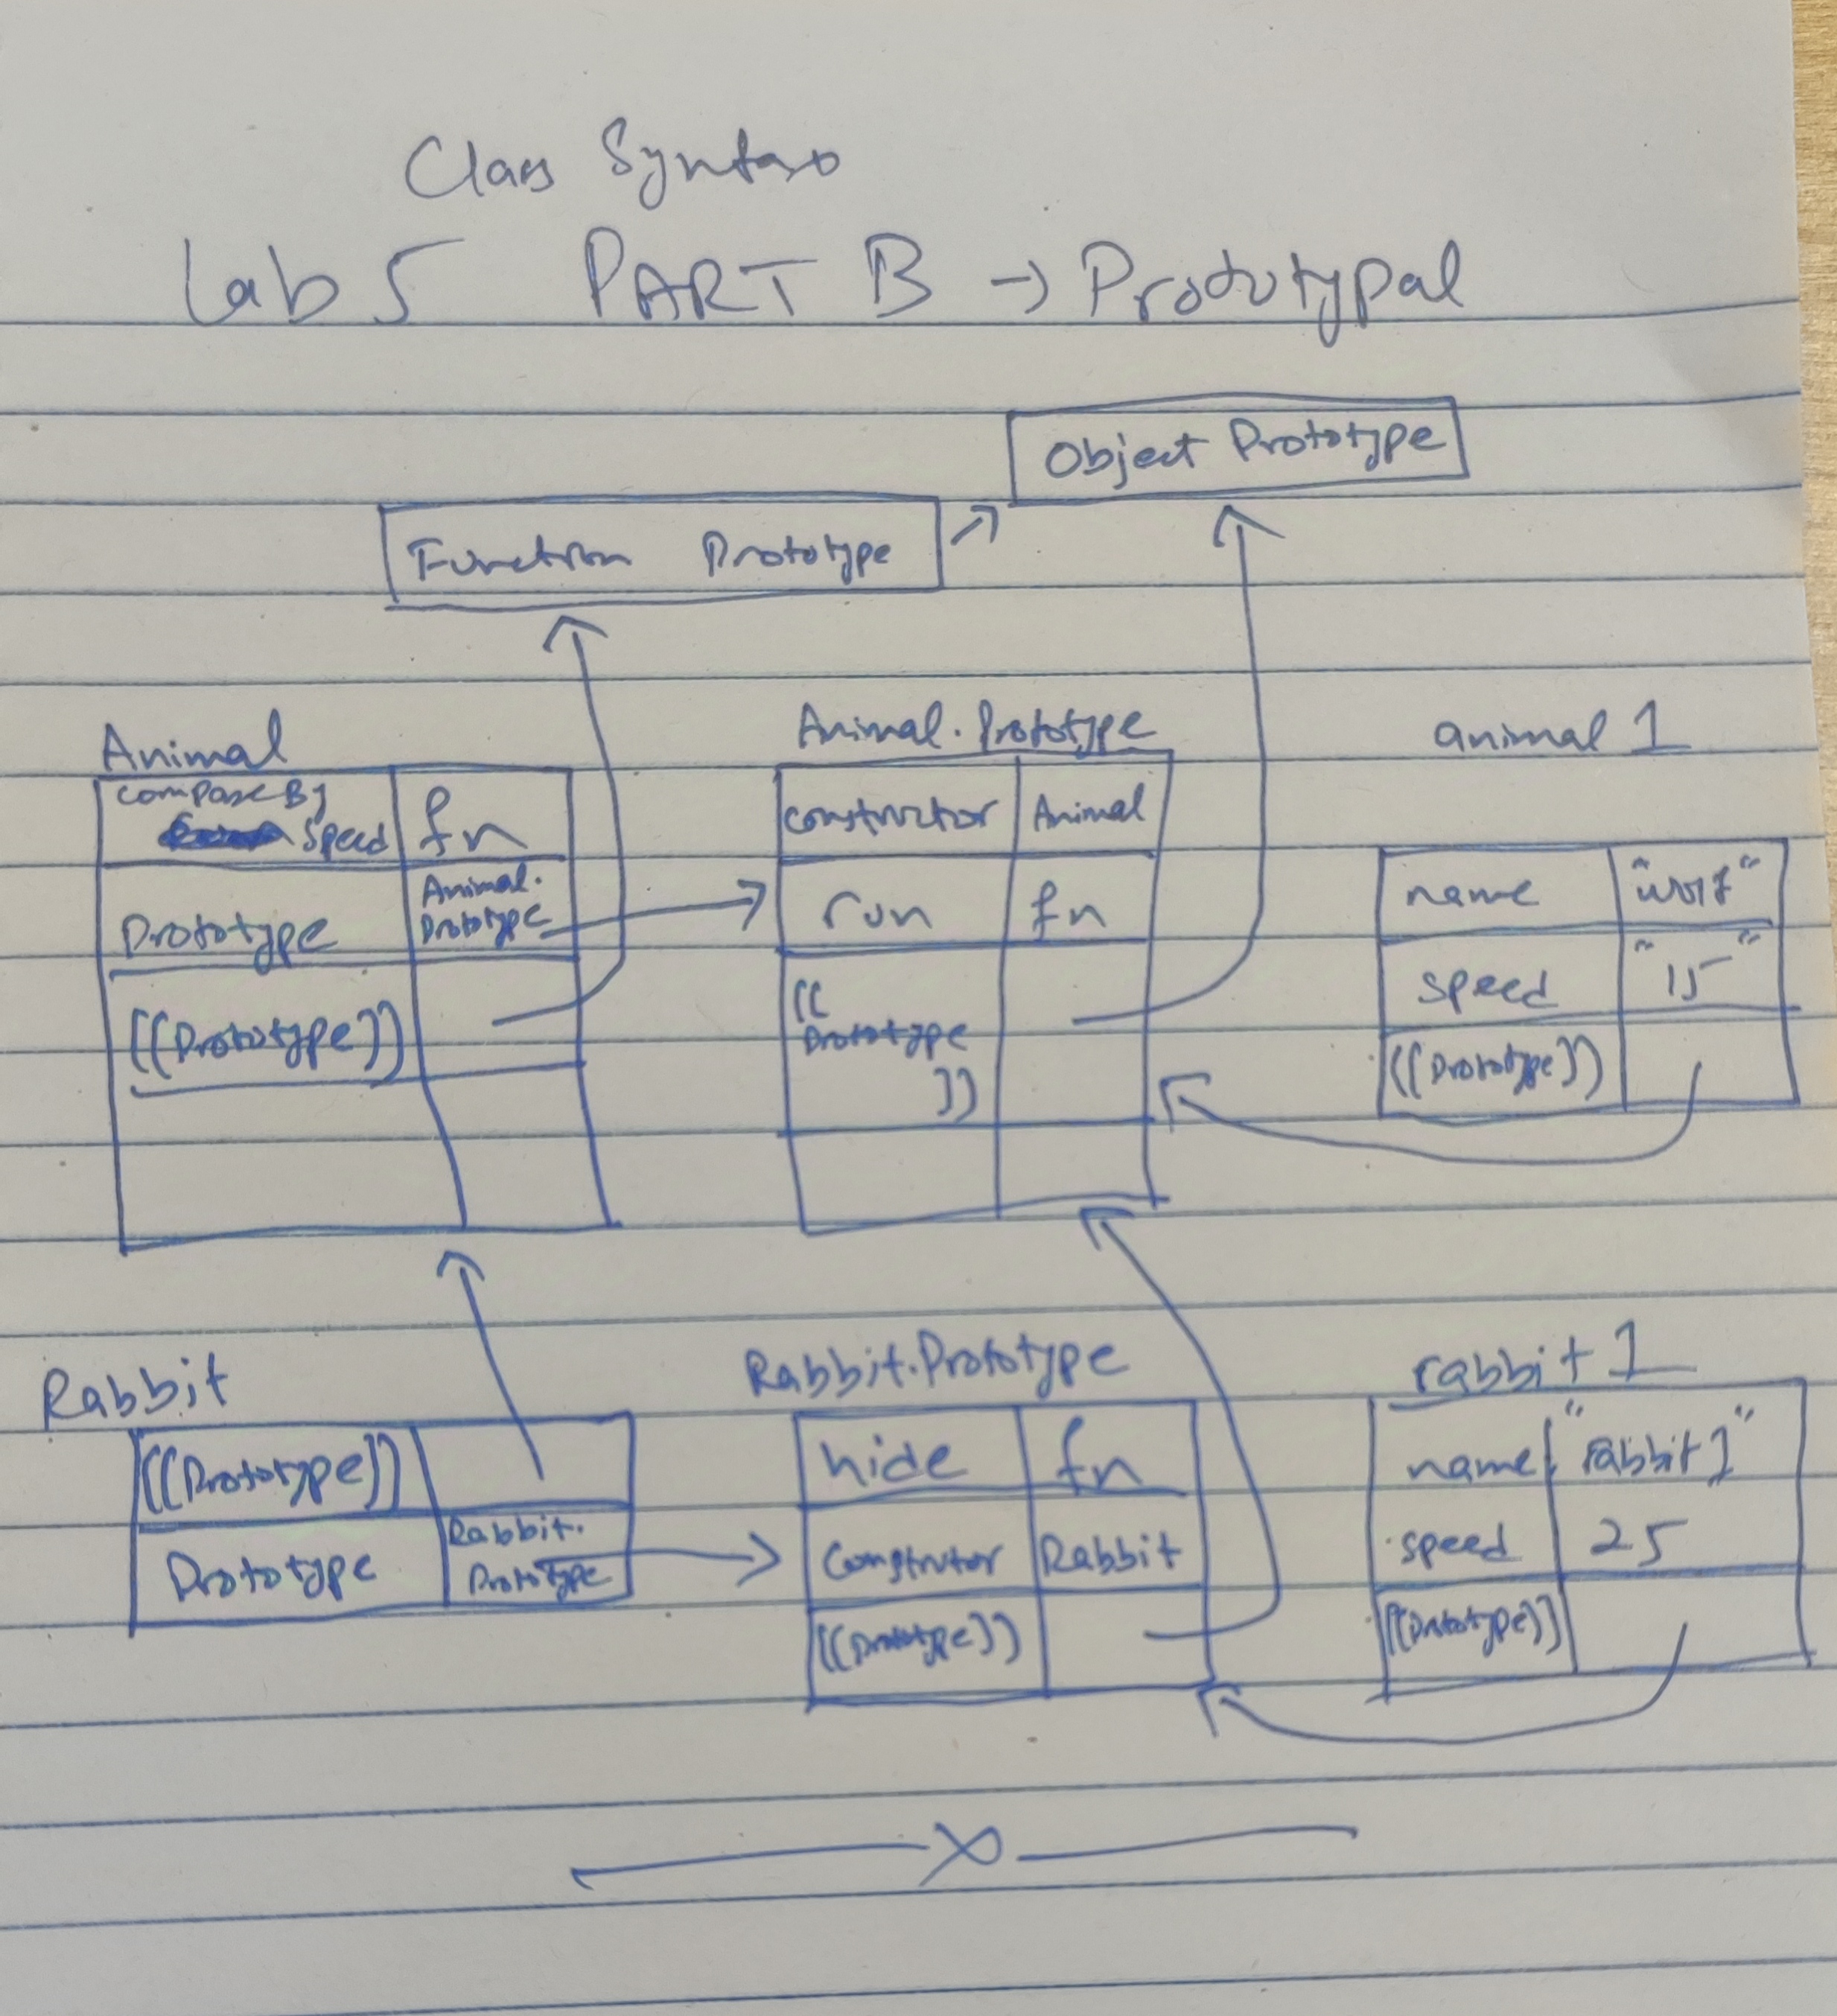 Class Syntax
Lab 5 PART B → Prototypal
Object Prototype
Function Prototype
Animal
compareBy
Speed
fn
Prototype
Animal.
Prototype
[[Prototype]]
Animal.Prototype
constructor Animal
run fn
[[
Prototype
]]
animal 1
name "wolf"
speed "15"
[[Prototype]]
Rabbit
[[Prototype]]
Prototype
Rabbit.
Prototype
Rabbit.Prototype
hide fn
Constructor Rabbit
[[Prototype]]
rabbit 1
name "rabbit1"
speed 25
[[Prototype]]